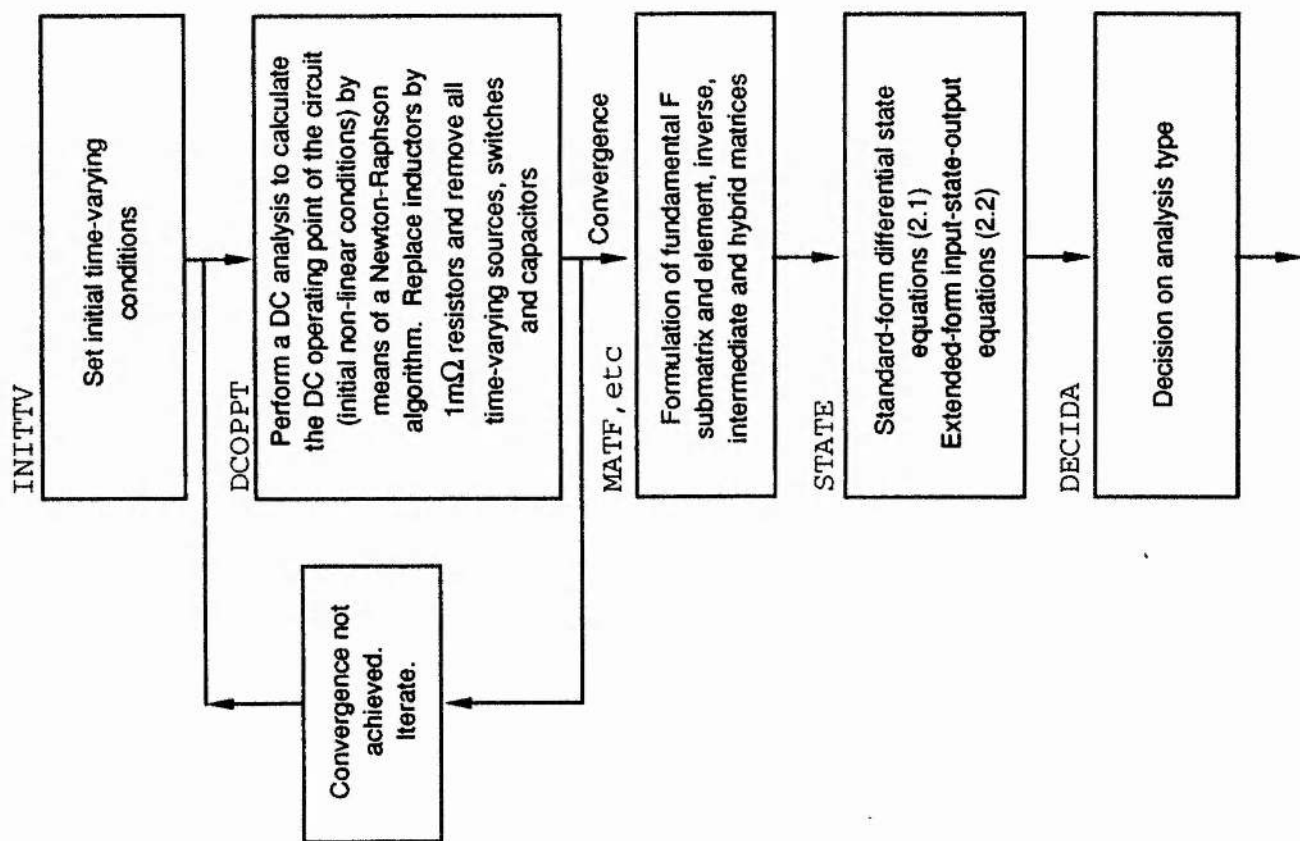 INITTV
Set initial time-varying
conditions
DCOPPT
Perform a DC analysis to calculate
the DC operating point of the circuit
(initial non-linear conditions) by
means of a Newton-Raphson
algorithm. Replace inductors by
1mΩ resistors and remove all
time-varying sources, switches
and capacitors
Convergence not
achieved.
Iterate.
Convergence
MATF,etc
Formulation of fundamental F
submatrix and element, inverse,
intermediate and hybrid matrices
STATE
Standard-form differential state
equations (2.1)
Extended-form input-state-output
equations (2.2)
DECIDA
Decision on analysis type